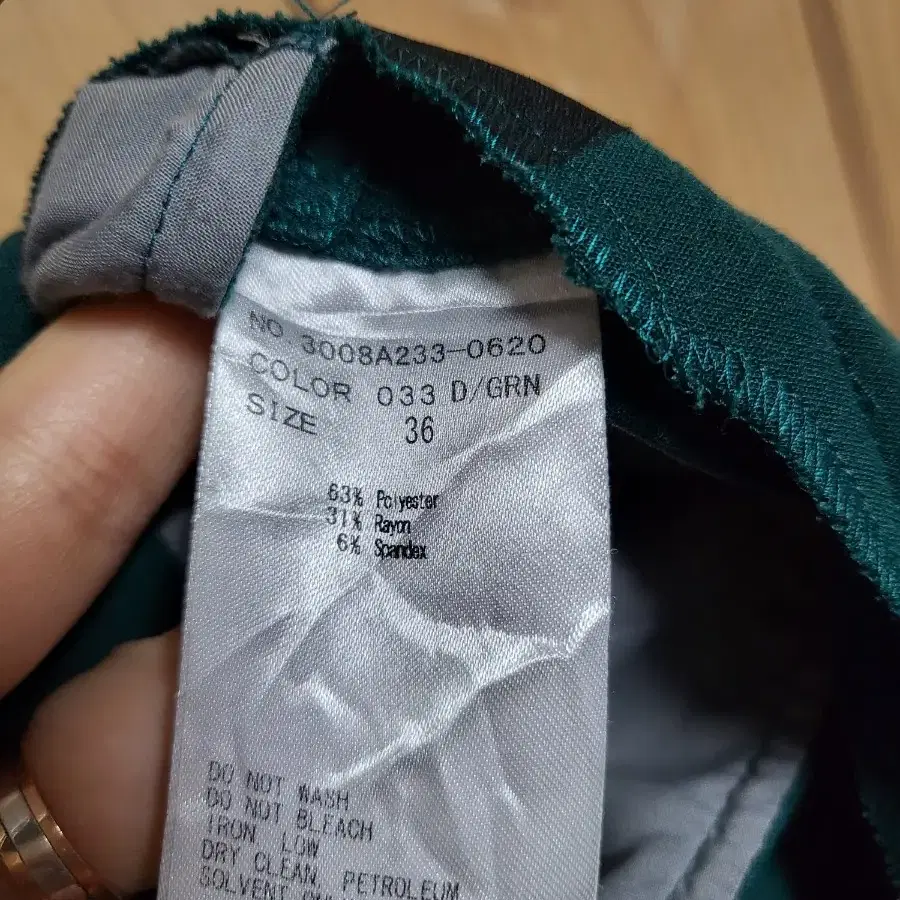 NO 3008A233-0620
COLOR 033 D/GRN
SIZE 36
63% Polyester
31% Rayon
6% Spandex
DO NOT WASH
DO NOT BLEACH
IRON LOW
DRY CLEAN, PETROLEUM
SOLVENT